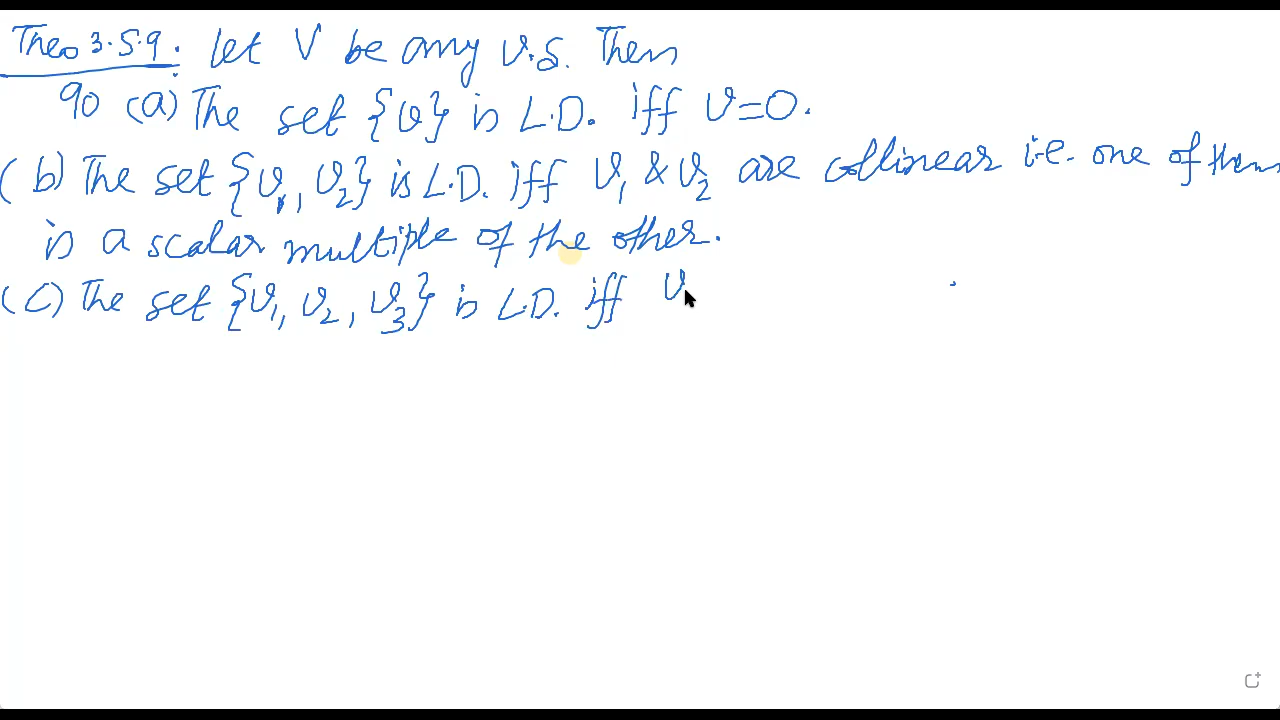 Theo 3.5.9. let V be any v.s. Then
90 (a) The set {v} is L.D. iff v=0.
(b) The set {v₁, v₂} is L.D. iff v₁ & v₂ are collinear i.e. one of them
is a scalar multiple of the other.
(c) The set {v₁, v₂, v₃} is L.D. iff v